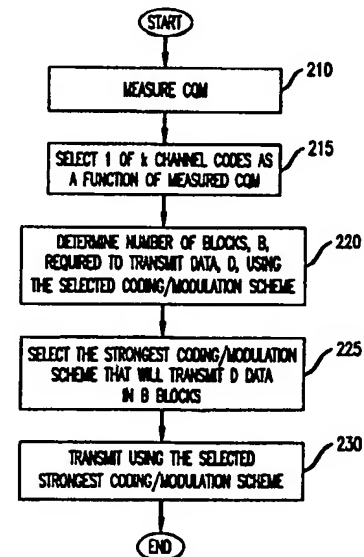 START
MEASURE CQM
210
SELECT 1 OF k CHANNEL CODES AS
A FUNCTION OF MEASURED CQM
215
DETERMINE NUMBER OF BLOCKS, B,
REQUIRED TO TRANSMIT DATA, D, USING
THE SELECTED CODING/MODULATION SCHEME
220
SELECT THE STRONGEST CODING/MODULATION
SCHEME THAT WILL TRANSMIT D DATA
IN B BLOCKS
225
TRANSMIT USING THE SELECTED
STRONGEST CODING/MODULATION SCHEME
230
END